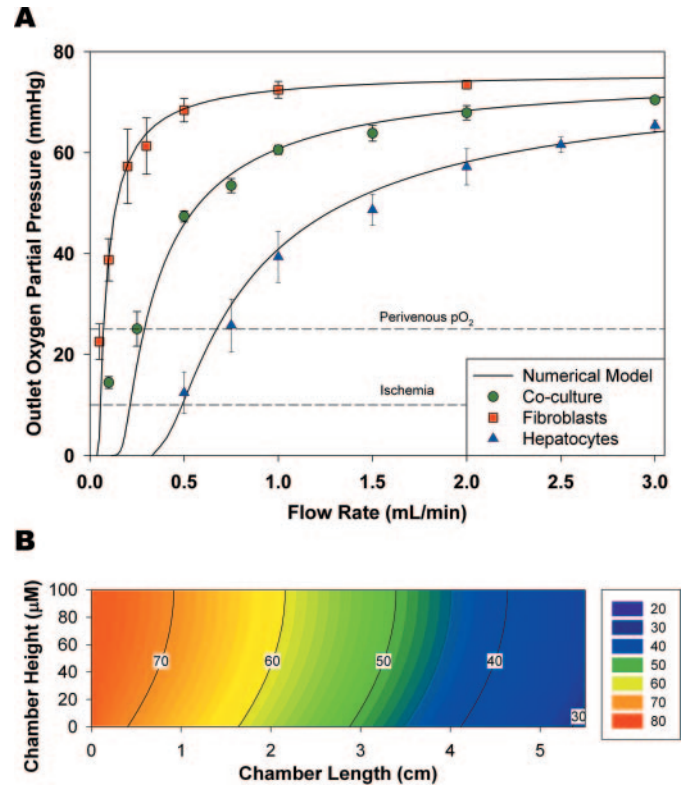 A
Outlet Oxygen Partial Pressure (mmHg)
80
60
40
20
0
Perivenous pO₂
Ischemia
Numerical Model
Co-culture
Fibroblasts
Hepatocytes
0.0 0.5 1.0 1.5 2.0 2.5 3.0
Flow Rate (mL/min)
B
Chamber Height (μM)
100
80
60
40
20
0
70
60
50
40
30
0 1 2 3 4 5
Chamber Length (cm)
20
30
40
50
60
70
80